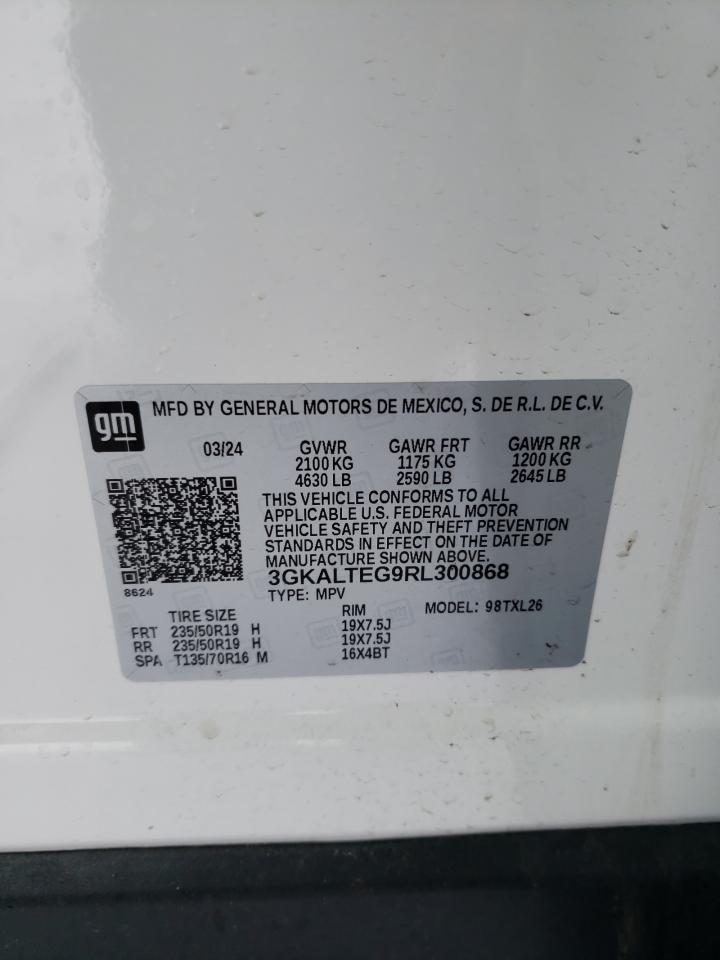 gm
MFD BY GENERAL MOTORS DE MEXICO, S. DE R.L. DE C.V.
03/24 GVWR GAWR FRT GAWR RR
2100 KG 1175 KG 1200 KG
4630 LB 2590 LB 2645 LB
THIS VEHICLE CONFORMS TO ALL
APPLICABLE U.S. FEDERAL MOTOR
VEHICLE SAFETY AND THEFT PREVENTION
STANDARDS IN EFFECT ON THE DATE OF
MANUFACTURE SHOWN ABOVE.
3GKALTEG9RL300868
8624
TYPE: MPV MODEL: 98TXL26
TIRE SIZE RIM
FRT 235/50R19 H 19X7.5J
RR 235/50R19 H 19X7.5J
SPA T135/70R16 M 16X4BT